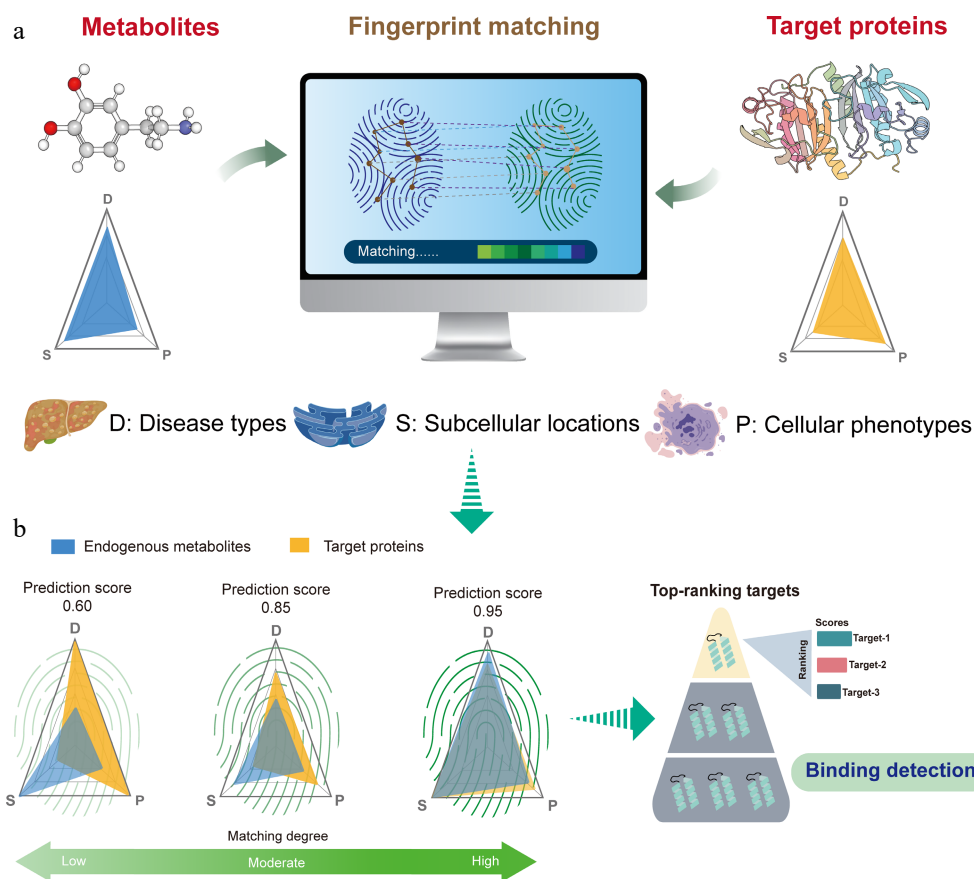 a
Metabolites
Fingerprint matching
Target proteins
Matching......
D
S
P
D
S
P
D: Disease types
S: Subcellular locations
P: Cellular phenotypes
b
Endogenous metabolites
Target proteins
Prediction score
0.60
D
S
P
Prediction score
0.85
D
S
P
Prediction score
0.95
D
S
P
Matching degree
Low
Moderate
High
Top-ranking targets
Ranking
Scores
Target-1
Target-2
Target-3
Binding detection